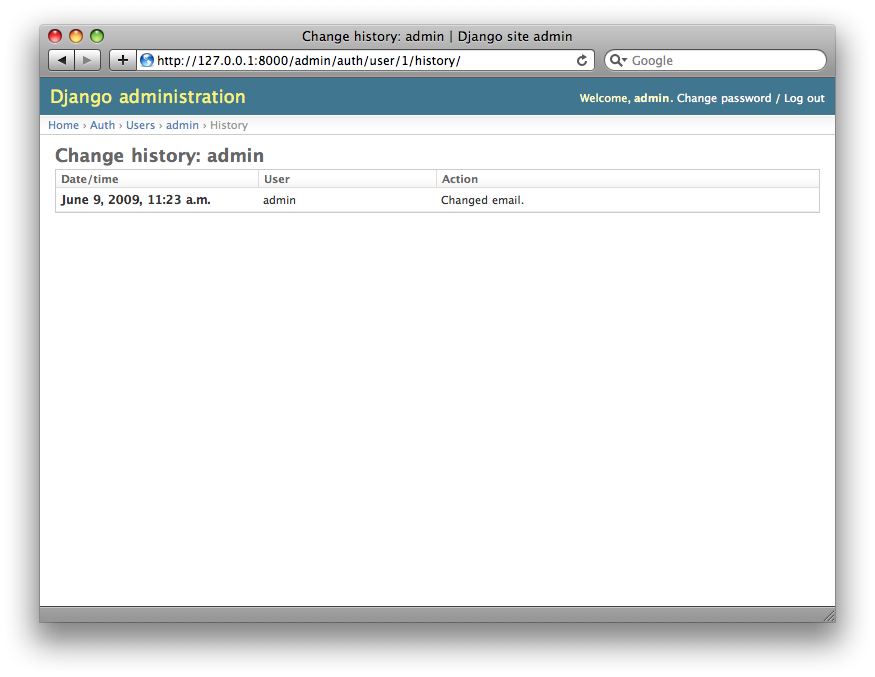 Change history: admin | Django site admin
http://127.0.0.1:8000/admin/auth/user/1/history/
Google
Django administration
Welcome, admin. Change password / Log out
Home › Auth › Users › admin › History
Change history: admin
Date/time User Action
June 9, 2009, 11:23 a.m. admin Changed email.